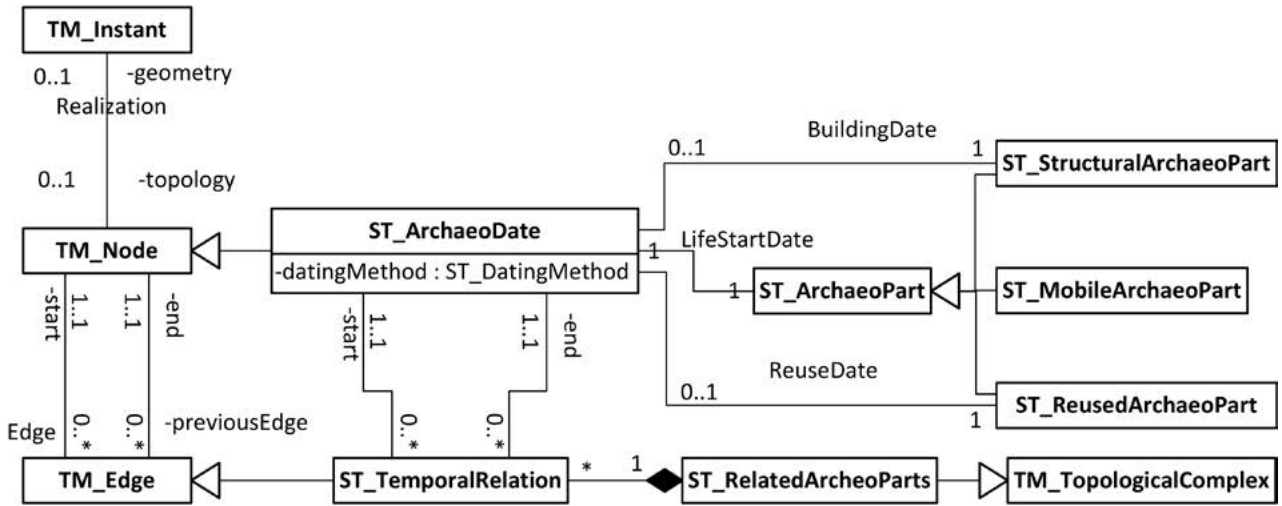 TM_Instant
0..1
-geometry
Realization
0..1
-topology
TM_Node
-start
1..1
1..1
-end
Edge
0..*
0..*
-previousEdge
TM_Edge
ST_ArchaeoDate
-datingMethod : ST_DatingMethod
-start
1..1
1..1
-end
0..*
0..*
ST_TemporalRelation
BuildingDate
0..1
1
ST_StructuralArchaeoPart
1
LifeStartDate
1
ST_ArchaeoPart
ST_MobileArchaeoPart
ReuseDate
0..1
1
ST_ReusedArchaeoPart
*
1
ST_RelatedArcheoParts
TM_TopologicalComplex